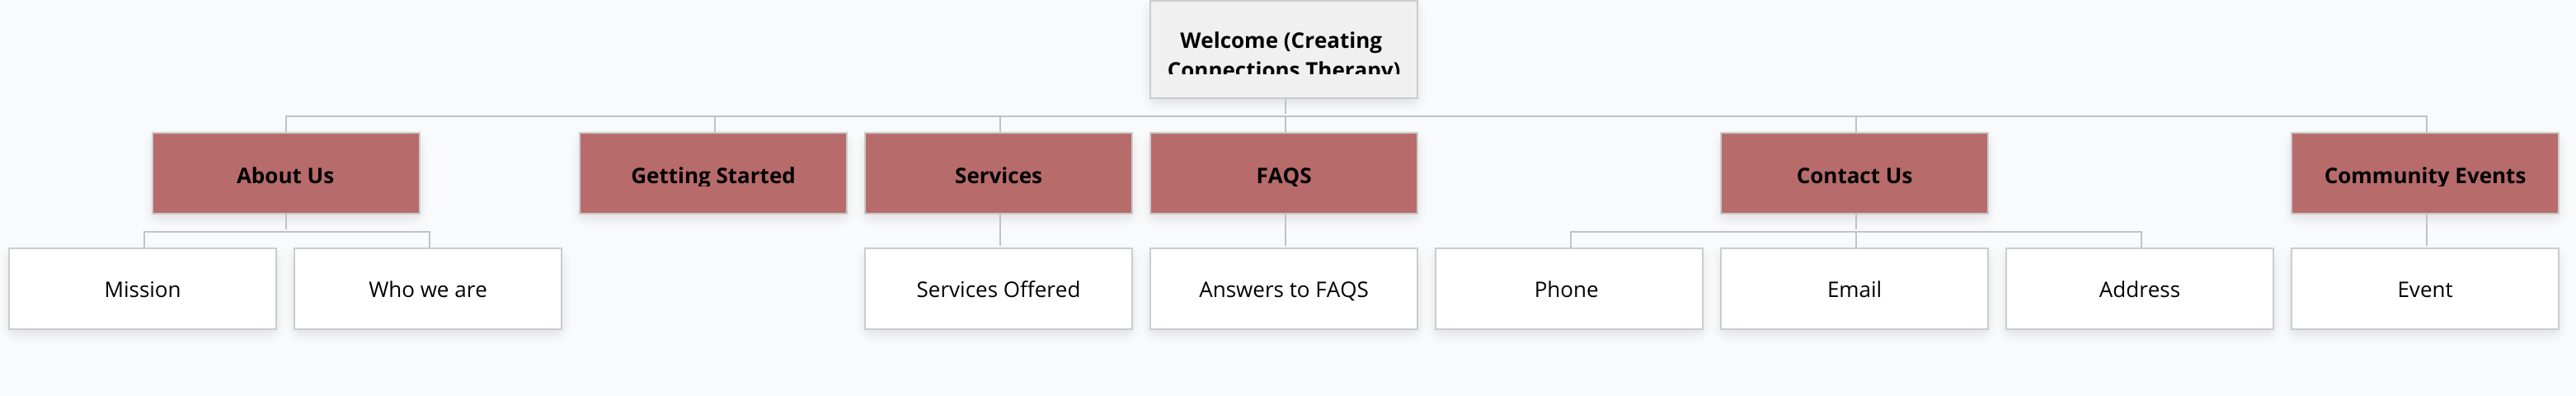 Welcome (Creating
Connections Therapy)
About Us
Getting Started
Services
FAQS
Contact Us
Community Events
Mission
Who we are
Services Offered
Answers to FAQS
Phone
Email
Address
Event